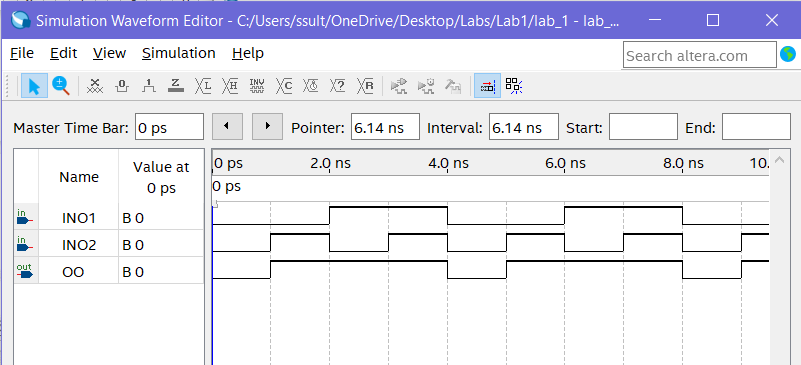 Simulation Waveform Editor - C:/Users/ssult/OneDrive/Desktop/Labs/Lab1/lab_1 - lab_...
File Edit View Simulation Help
Search altera.com
Master Time Bar: 0 ps Pointer: 6.14 ns Interval: 6.14 ns Start: End:
Name Value at 0 ps
0 ps 2.0 ns 4.0 ns 6.0 ns 8.0 ns 10.
0 ps
in INO1 B 0
in INO2 B 0
out OO B 0